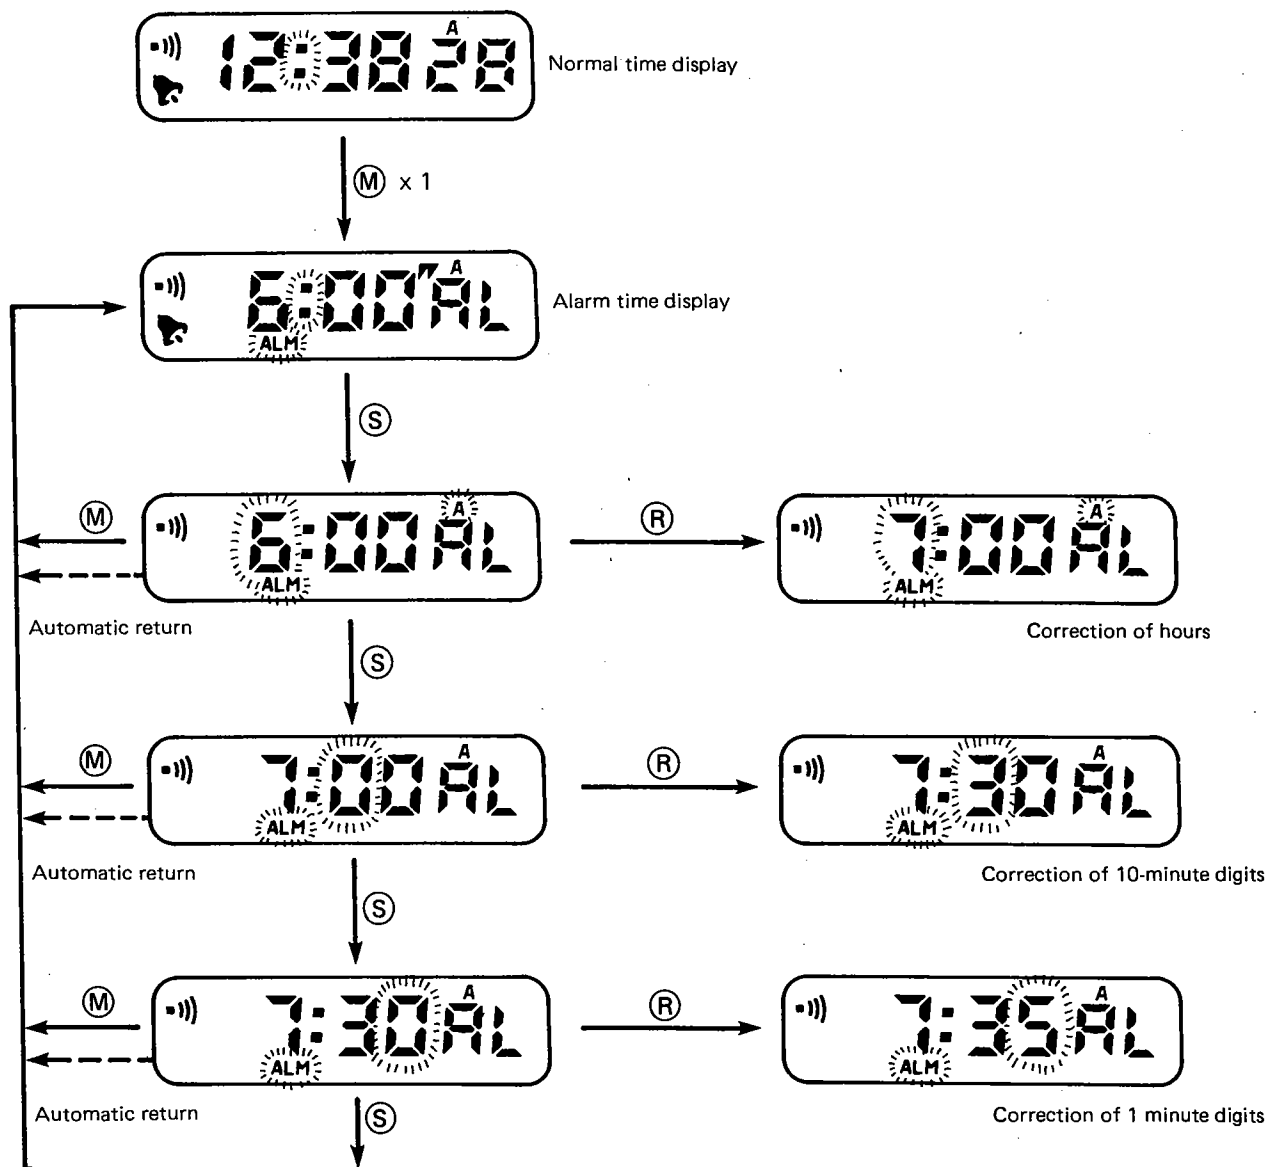 A
12:38 28
Normal time display
M x 1
A
6:00 AL
ALM
Alarm time display
S
M
A
6:00 AL
ALM
R
A
7:00 AL
ALM
Automatic return
Correction of hours
S
M
A
7:00 AL
ALM
R
A
7:30 AL
ALM
Automatic return
Correction of 10-minute digits
S
M
A
7:30 AL
ALM
R
A
7:35 AL
ALM
Automatic return
Correction of 1 minute digits
S